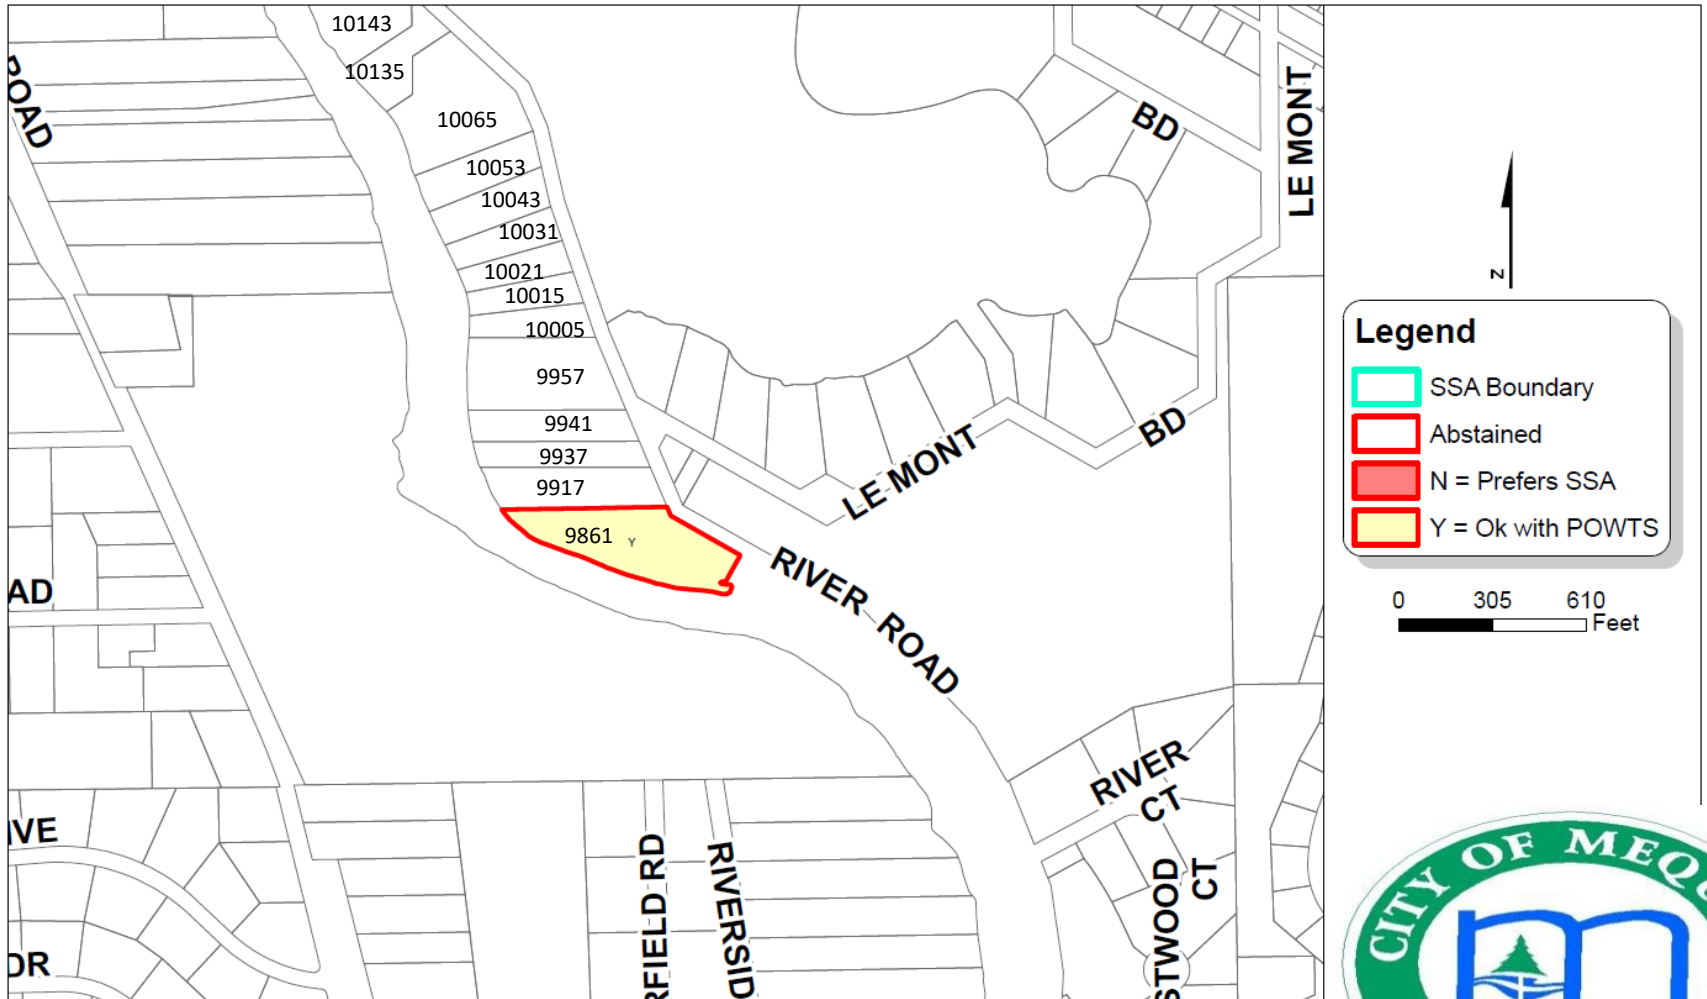 10143
10135
10065
10053
10043
10031
10021
10015
10005
9957
9941
9937
9917
9861 Y
ROAD
BD
LE MONT
LE MONT
BD
RIVER ROAD
AD
RIVER
CT
CT
STWOOD
IVE
OR
RFIELD RD
RIVERSID
N
Legend
SSA Boundary
Abstained
N = Prefers SSA
Y = Ok with POWTS
0 305 610
Feet
CITY OF MEQU